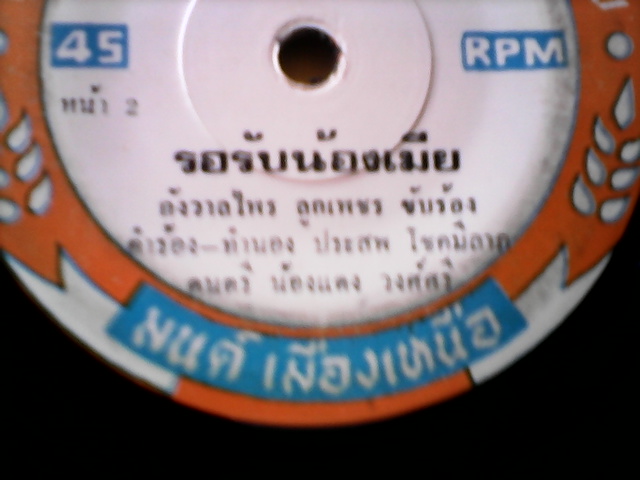 45
RPM
หน้า 2
รอรับน้องเมีย
กังวาลไพร ลูกเพชร ขับร้อง
คำร้อง-ทำนอง ประสพ โชคมีลาภ
ดนตรี น้องแดง วงศ์ศรี
มนต์ เมืองเหนือ